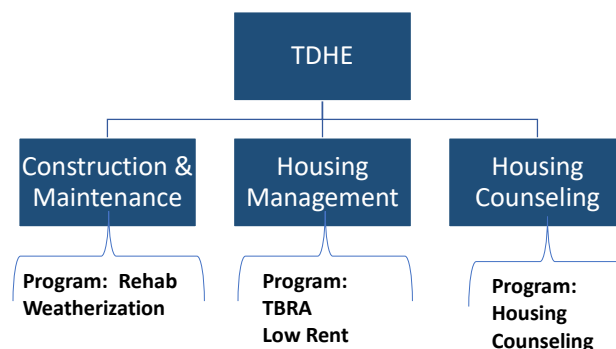 TDHE
Construction &
Maintenance
Housing
Management
Housing
Counseling
Program: Rehab
Weatherization
Program:
TBRA
Low Rent
Program:
Housing
Counseling